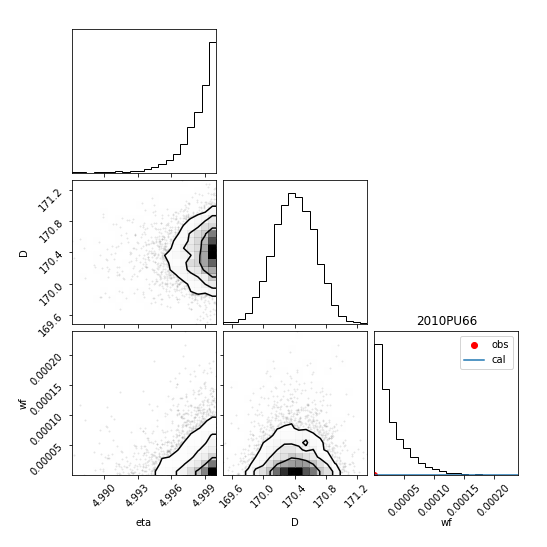 171.2
170.8
170.4
170.0
169.6
D
2010PU66
obs
cal
0.00020
0.00015
0.00010
0.00005
wf
4.990 4.993 4.996 4.999
169.6 170.0 170.4 170.8 171.2
0.00005 0.00010 0.00015 0.00020
eta D wf